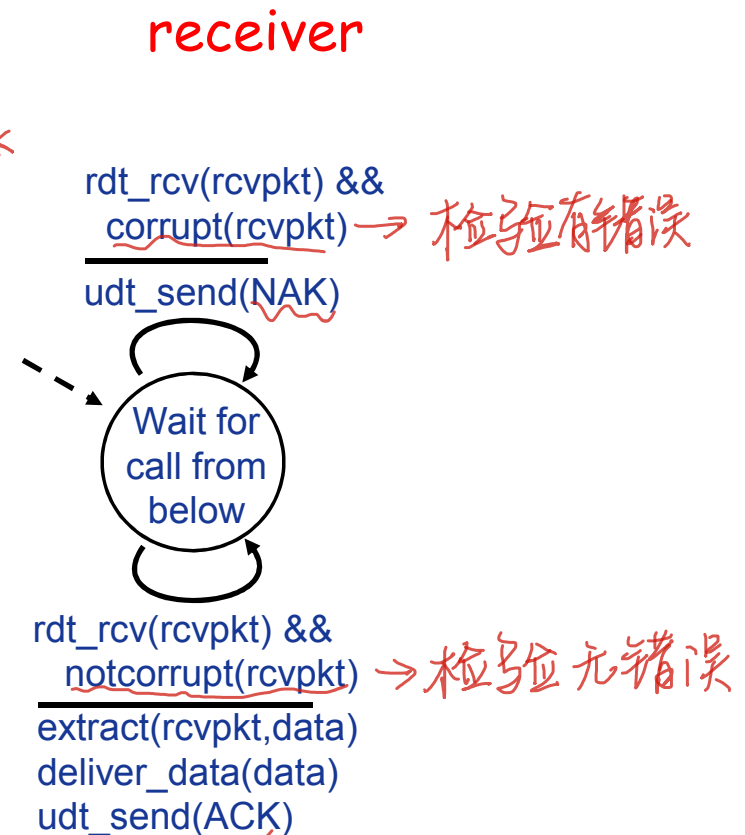 receiver
rdt_rcv(rcvpkt) &&
corrupt(rcvpkt) → 检验有错误
udt_send(NAK)
Wait for
call from
below
rdt_rcv(rcvpkt) &&
notcorrupt(rcvpkt) → 检验无错误
extract(rcvpkt,data)
deliver_data(data)
udt_send(ACK)